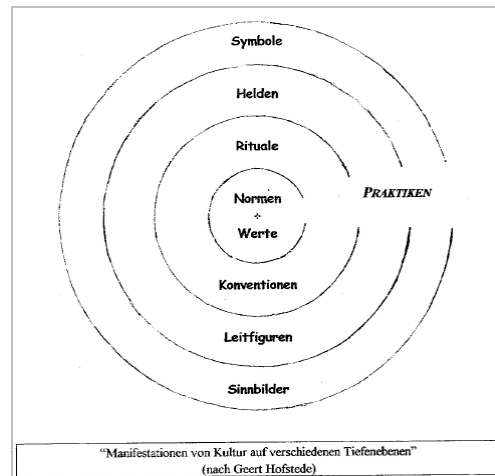 Symbole
Helden
Rituale
PRAKTIKEN
Normen
Werte
Konventionen
Leitfiguren
Sinnbilder
"Manifestationen von Kultur auf verschiedenen Tiefenebenen"
(nach Geert Hofstede)